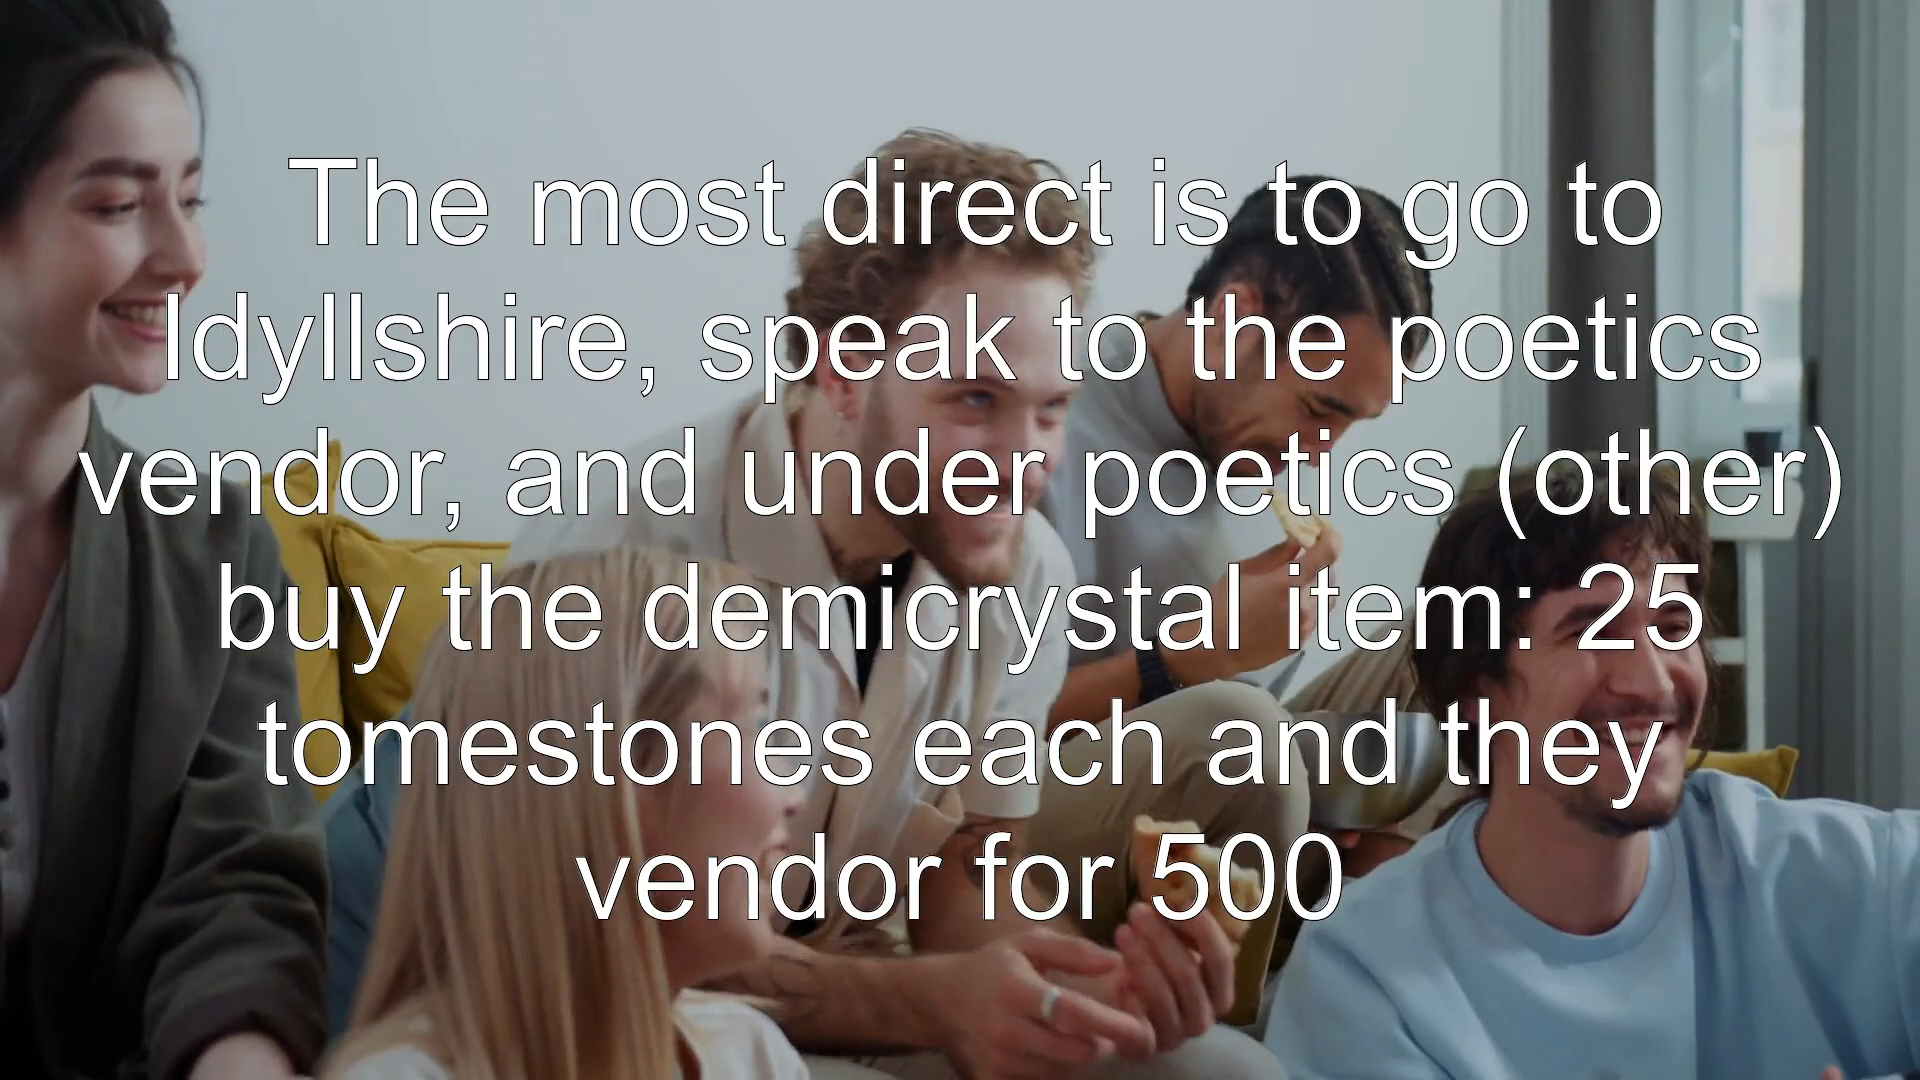 The most direct is to go to
Idyllshire, speak to the poetics
vendor, and under poetics (other)
buy the demicrystal item: 25
tomestones each and they
vendor for 500